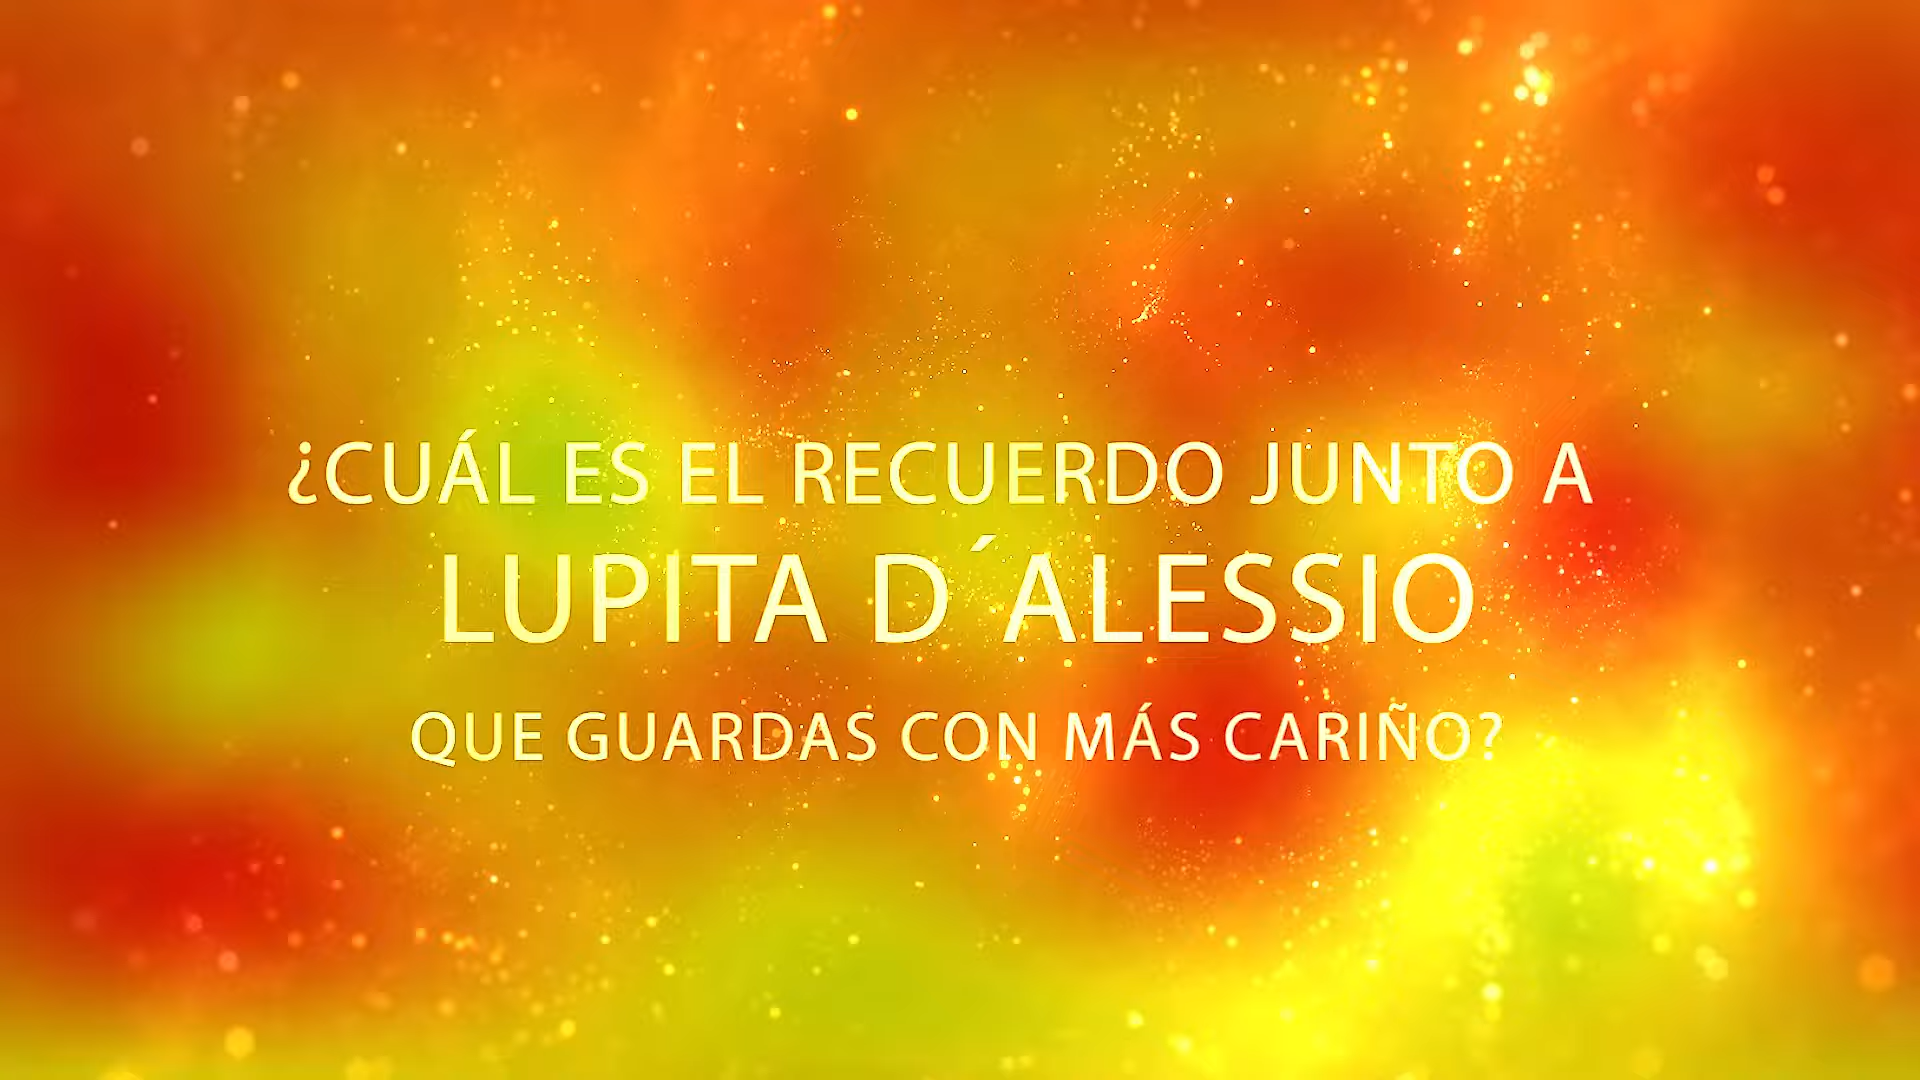 ¿CUÁL ES EL RECUERDO JUNTO A
LUPITA D´ALESSIO
QUE GUARDAS CON MÁS CARIÑO?